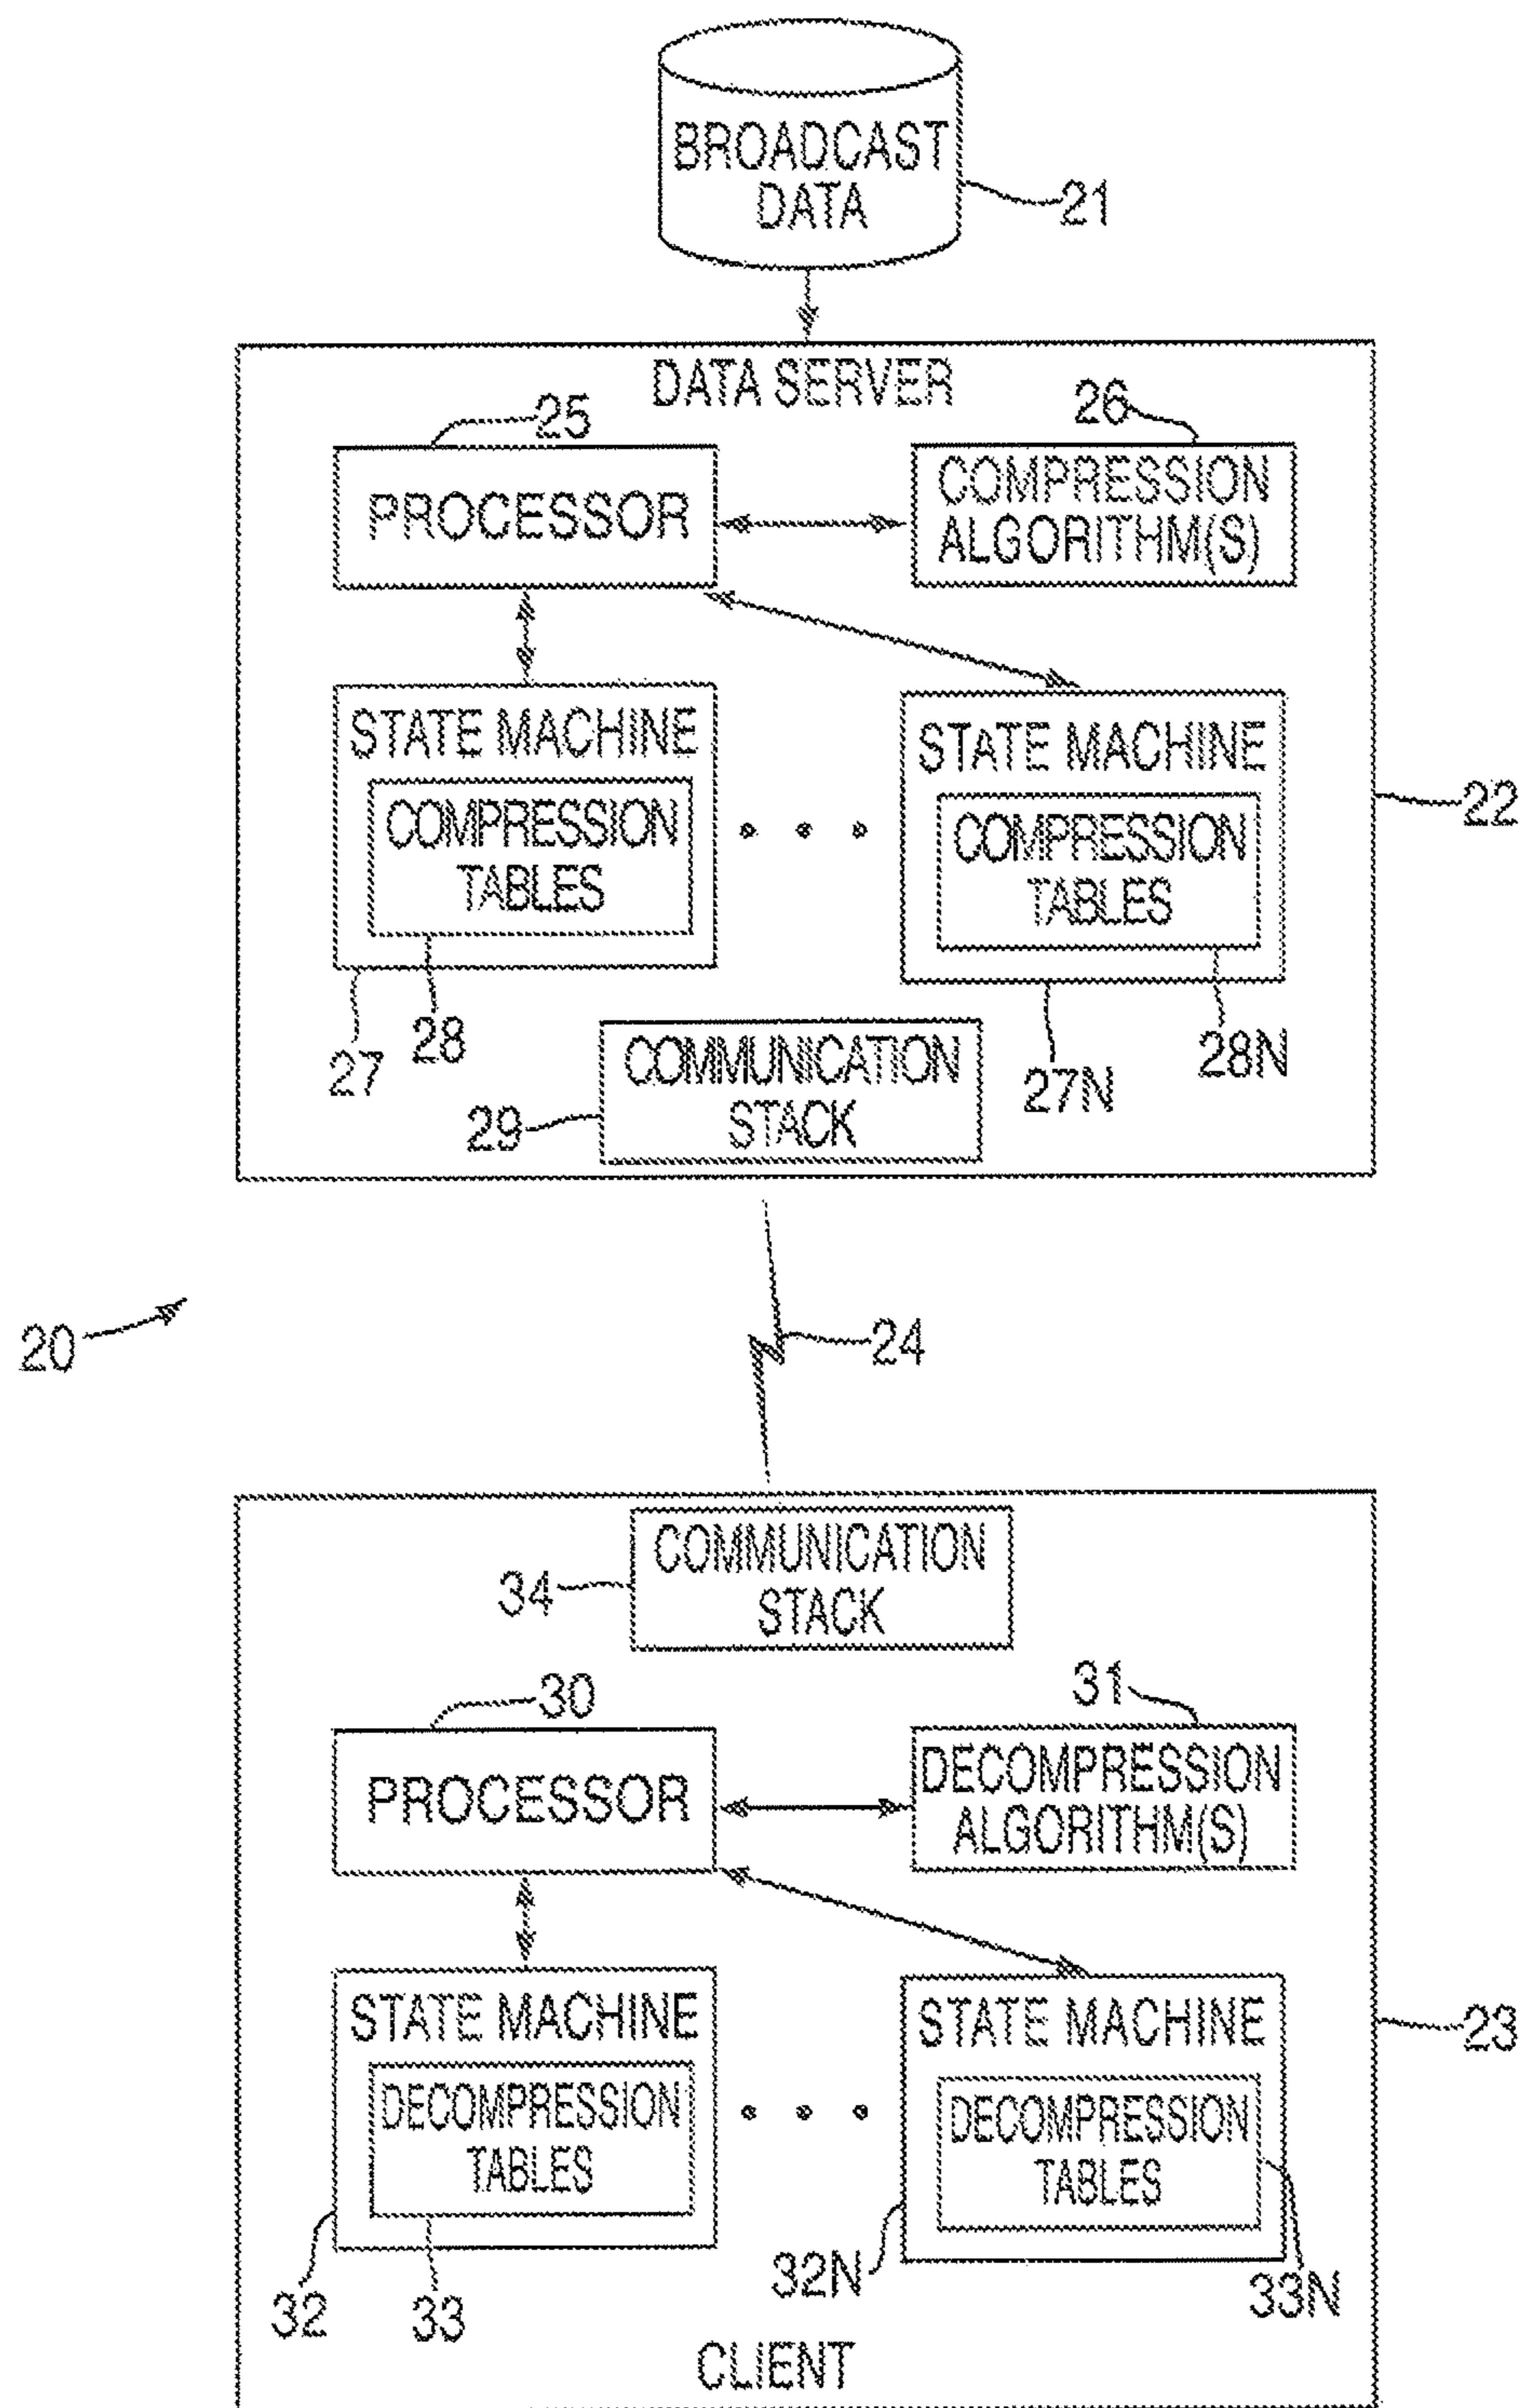 BROADCAST
DATA
21
DATA SERVER
25
26
PROCESSOR
COMPRESSION
ALGORITHM(S)
STATE MACHINE
COMPRESSION
TABLES
STATE MACHINE
COMPRESSION
TABLES
22
27
28
27N
28N
29
COMMUNICATION
STACK
20
24
34
COMMUNICATION
STACK
30
31
PROCESSOR
DECOMPRESSION
ALGORITHM(S)
STATE MACHINE
DECOMPRESSION
TABLES
STATE MACHINE
DECOMPRESSION
TABLES
23
32
33
32N
33N
CLIENT